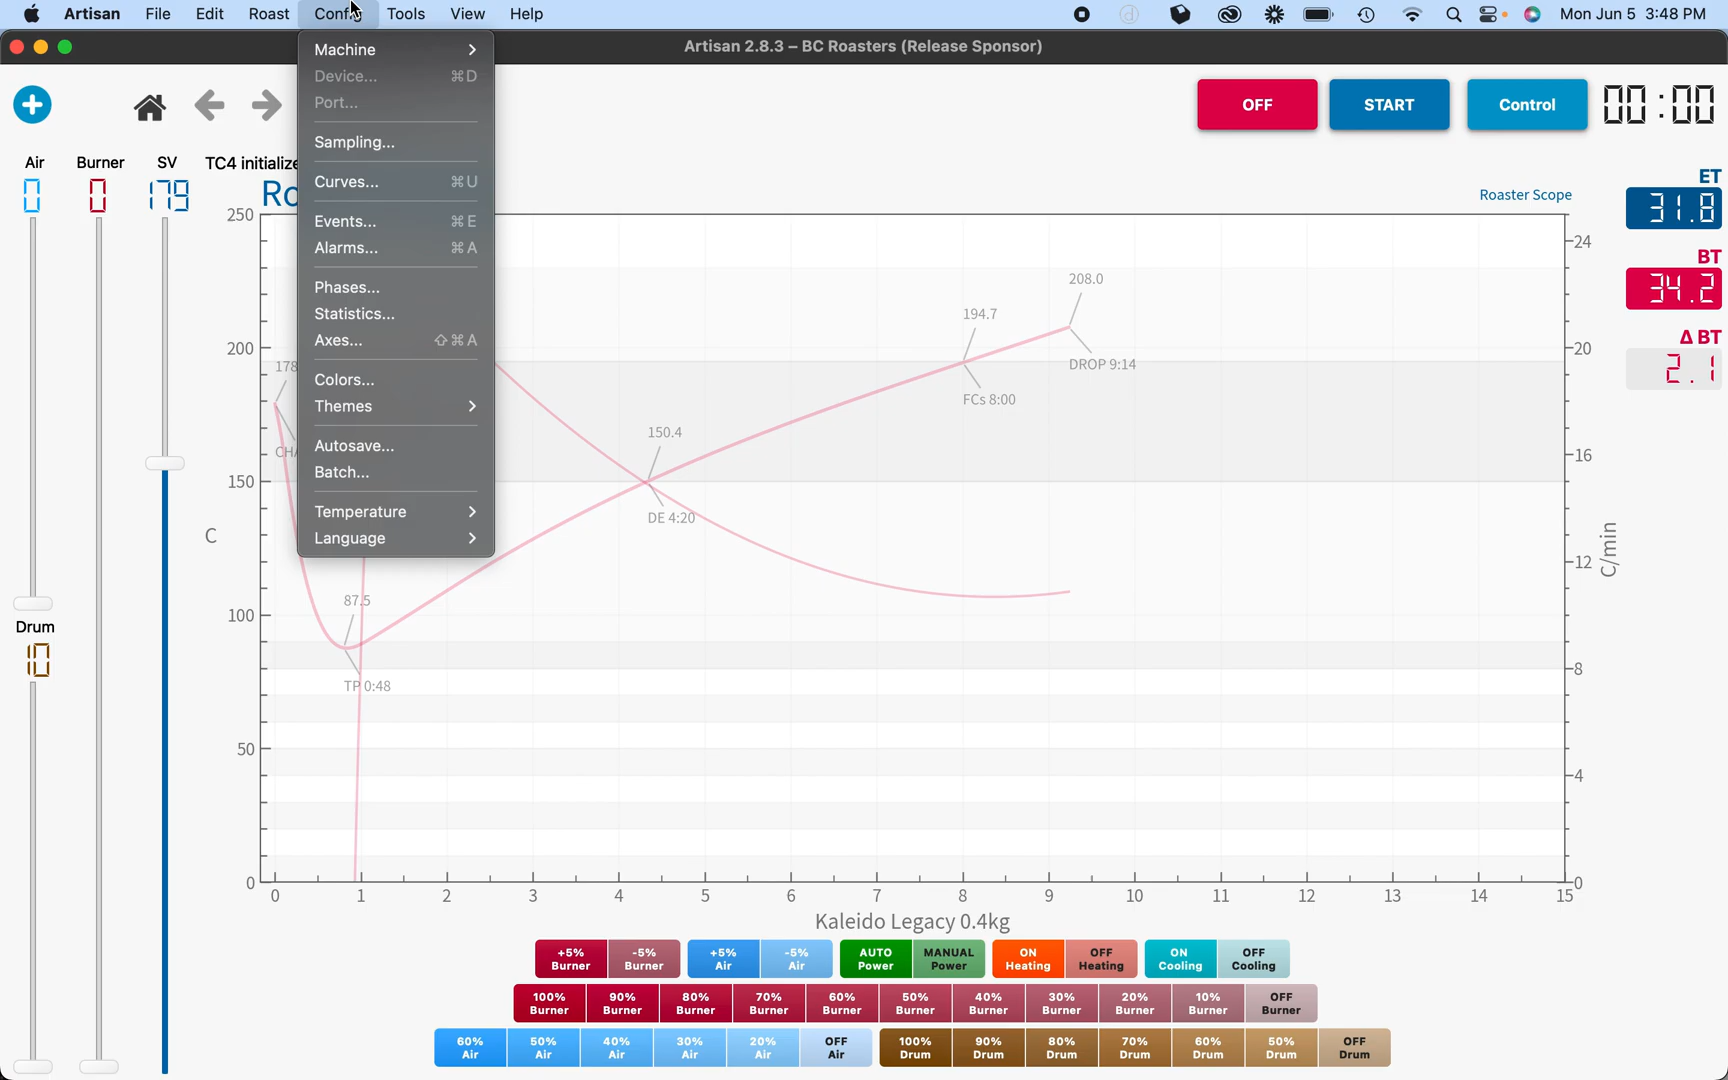 Artisan File Edit Roast Config Tools View Help Mon Jun 5 3:48 PM
Artisan 2.8.3 – BC Roasters (Release Sponsor)
Machine
Device... ⌘D
Port...
Sampling...
Curves... ⌘U
Events... ⌘E
Alarms... ⌘A
Phases...
Statistics...
Axes... ⇧⌘A
Colors...
Themes
Autosave...
Batch...
Temperature
Language
OFF START Control 00:00
Air Burner SV TC4 initialize
0 0 179
Drum
10
Ro
Roaster Scope
ET
31.8
BT
34.2
Δ BT
2.1
250
200
150
100
50
0
C
24
20
16
12
8
4
0
C/min
178
CHA
87.5
TP 0:48
150.4
DE 4:20
194.7
FCs 8:00
208.0
DROP 9:14
0 1 2 3 4 5 6 7 8 9 10 11 12 13 14 15
Kaleido Legacy 0.4kg
+5% Burner
-5% Burner
+5% Air
-5% Air
AUTO Power
MANUAL Power
ON Heating
OFF Heating
ON Cooling
OFF Cooling
100% Burner
90% Burner
80% Burner
70% Burner
60% Burner
50% Burner
40% Burner
30% Burner
20% Burner
10% Burner
OFF Burner
60% Air
50% Air
40% Air
30% Air
20% Air
OFF Air
100% Drum
90% Drum
80% Drum
70% Drum
60% Drum
50% Drum
OFF Drum